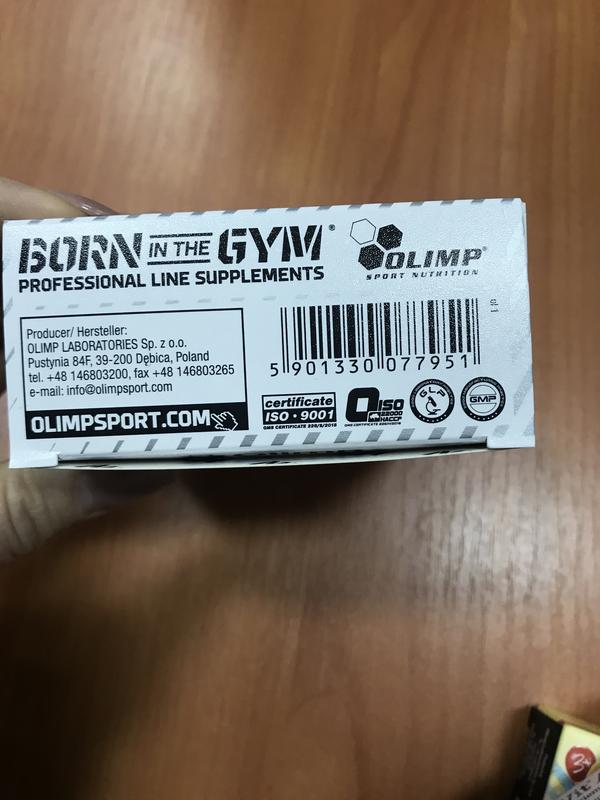 BORN IN THE GYM®
PROFESSIONAL LINE SUPPLEMENTS
OLIMP®
SPORT NUTRITION
Producer/ Hersteller:
OLIMP LABORATORIES Sp. z o.o.
Pustynia 84F, 39-200 Dębica, Poland
tel. +48 146803200, fax +48 146803265
e-mail: info@olimpsport.com
OLIMPSPORT.COM
5 901330 077951
certificate
ISO • 9001
ISO
22000
HACCP
GLP
GMP